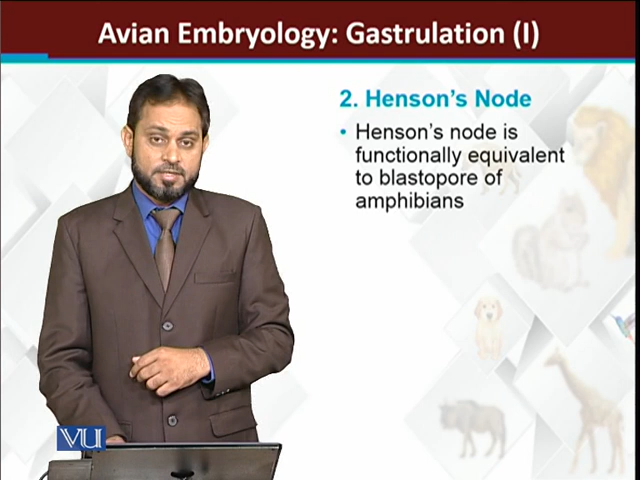 Avian Embryology: Gastrulation (I)
2. Henson's Node
• Henson's node is
functionally equivalent
to blastopore of
amphibians
VU